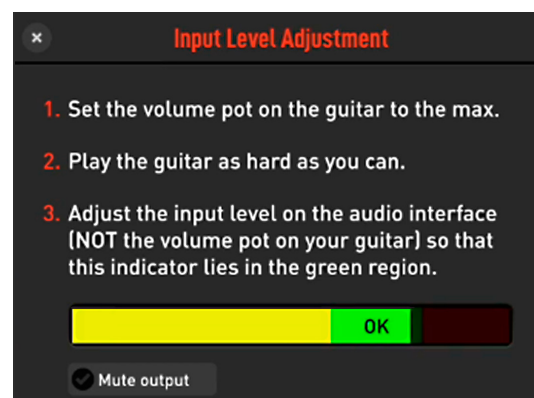 Input Level Adjustment
1. Set the volume pot on the guitar to the max.
2. Play the guitar as hard as you can.
3. Adjust the input level on the audio interface
(NOT the volume pot on your guitar) so that
this indicator lies in the green region.
OK
Mute output